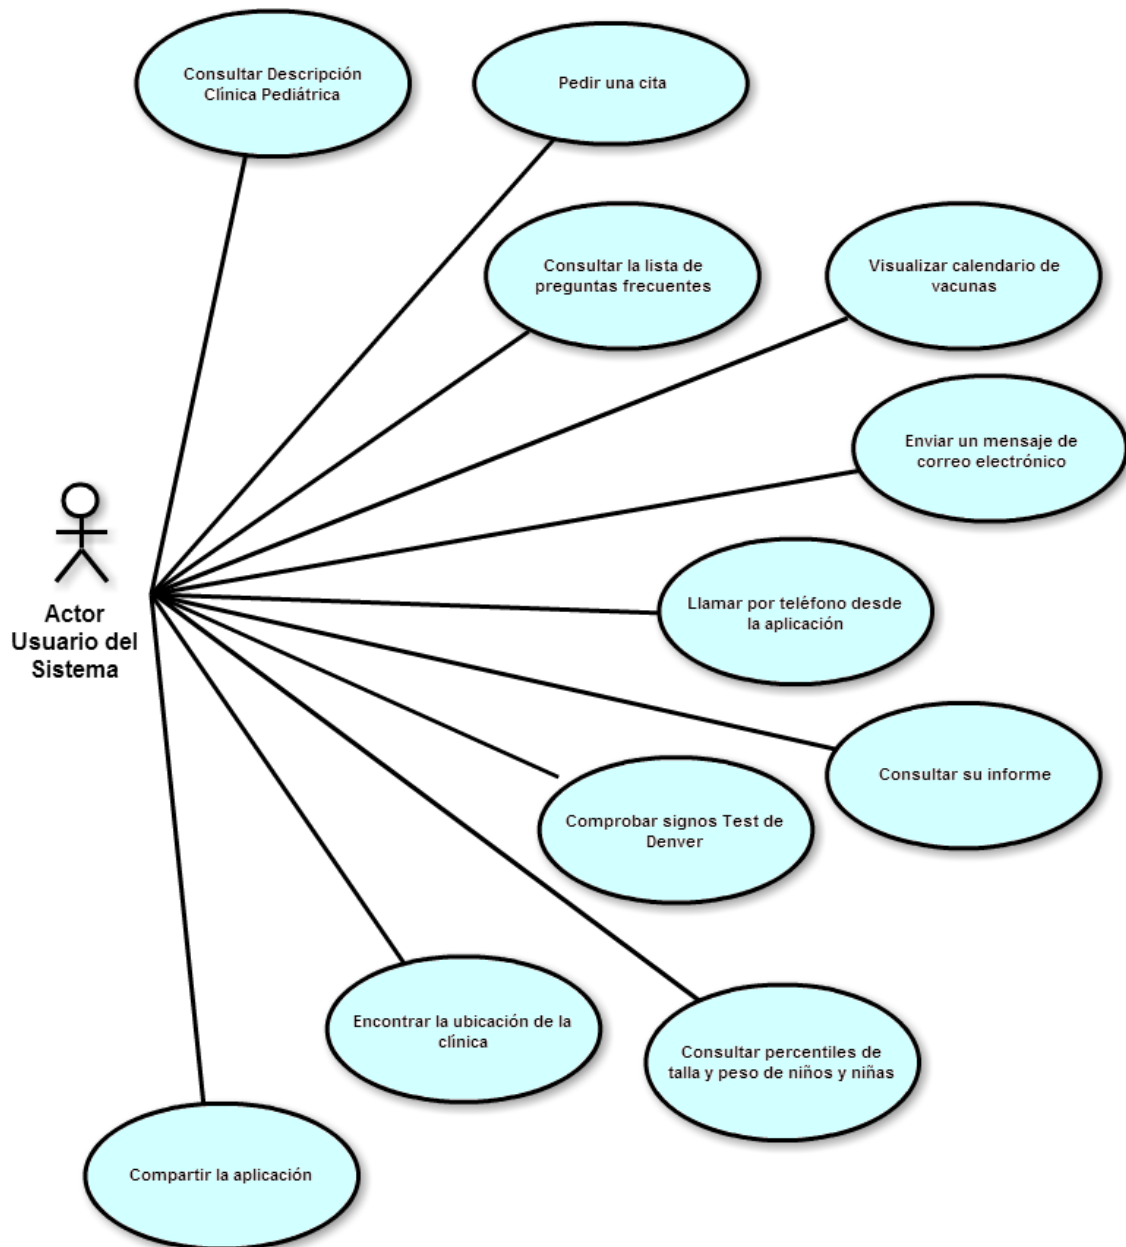 Consultar Descripción
Clínica Pediátrica
Pedir una cita
Consultar la lista de
preguntas frecuentes
Visualizar calendario de
vacunas
Enviar un mensaje de
correo electrónico
Actor
Usuario del
Sistema
Llamar por teléfono desde
la aplicación
Consultar su informe
Comprobar signos Test de
Denver
Encontrar la ubicación de la
clínica
Consultar percentiles de
talla y peso de niños y niñas
Compartir la aplicación